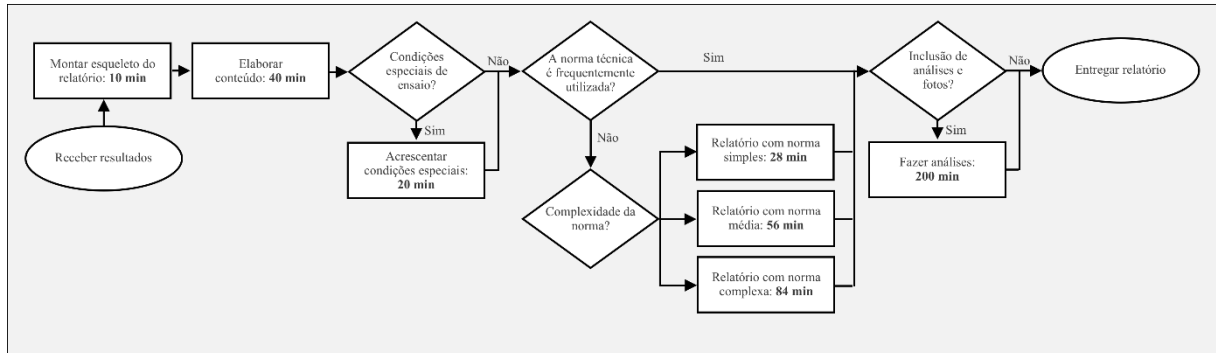 Montar esqueleto do
relatório: 10 min
Elaborar
conteúdo: 40 min
Condições
especiais de
ensaio?
Não
A norma técnica
é frequentemente
utilizada?
Sim
Inclusão de
análises e
fotos?
Não
Entregar relatório
Receber resultados
Sim
Acrescentar
condições especiais:
20 min
Não
Complexidade da
norma?
Relatório com norma
simples: 28 min
Relatório com norma
média: 56 min
Relatório com norma
complexa: 84 min
Sim
Fazer análises:
200 min